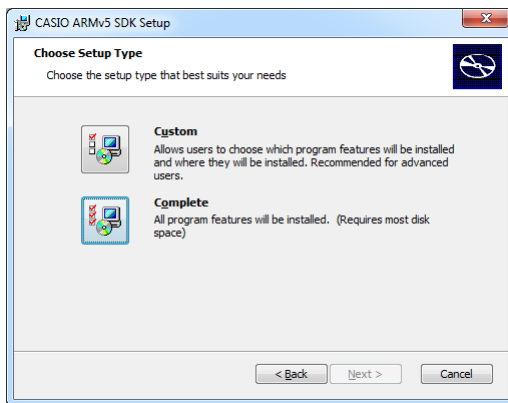 CASIO ARMv5 SDK Setup
Choose Setup Type
Choose the setup type that best suits your needs
Custom
Allows users to choose which program features will be installed
and where they will be installed. Recommended for advanced
users.
Complete
All program features will be installed. (Requires most disk
space)
< Back
Next >
Cancel